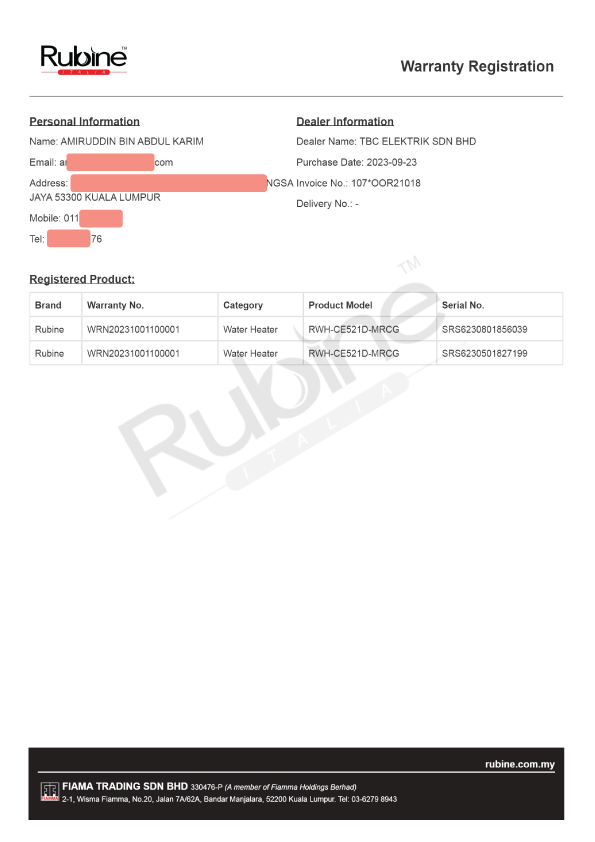 Rubine™
ITALIA
Warranty Registration
Personal Information
Name: AMIRUDDIN BIN ABDUL KARIM
Email: com
Address: NGSA
JAYA 53300 KUALA LUMPUR
Mobile: 011
Tel: 76
Dealer Information
Dealer Name: TBC ELEKTRIK SDN BHD
Purchase Date: 2023-09-23
Invoice No.: 107*OOR21018
Delivery No.: -
Registered Product:
Brand Warranty No. Category Product Model Serial No.
Rubine WRN20231001100001 Water Heater RWH-CE521D-MRCG SRS6230801856039
Rubine WRN20231001100001 Water Heater RWH-CE521D-MRCG SRS6230501827199
Rubine™
ITALIA
rubine.com.my
FIAMA TRADING SDN BHD 330476-P (A member of Fiamma Holdings Berhad)
2-1, Wisma Fiamma, No.20, Jalan 7A/62A, Bandar Manjalara, 52200 Kuala Lumpur. Tel: 03-6279 8943